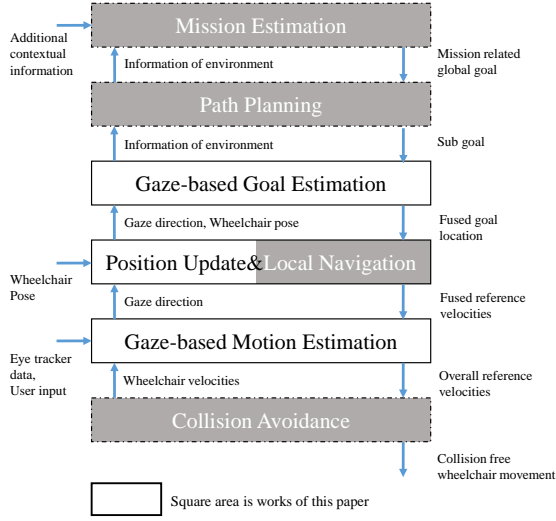 Mission Estimation
Additional
contextual
information
Information of environment
Mission related
global goal
Path Planning
Information of environment
Sub goal
Gaze-based Goal Estimation
Gaze direction, Wheelchair pose
Fused goal
location
Position Update&Local Navigation
Wheelchair
Pose
Gaze direction
Fused reference
velocities
Gaze-based Motion Estimation
Eye tracker
data,
User input
Wheelchair velocities
Overall reference
velocities
Collision Avoidance
Collision free
wheelchair movement
Square area is works of this paper